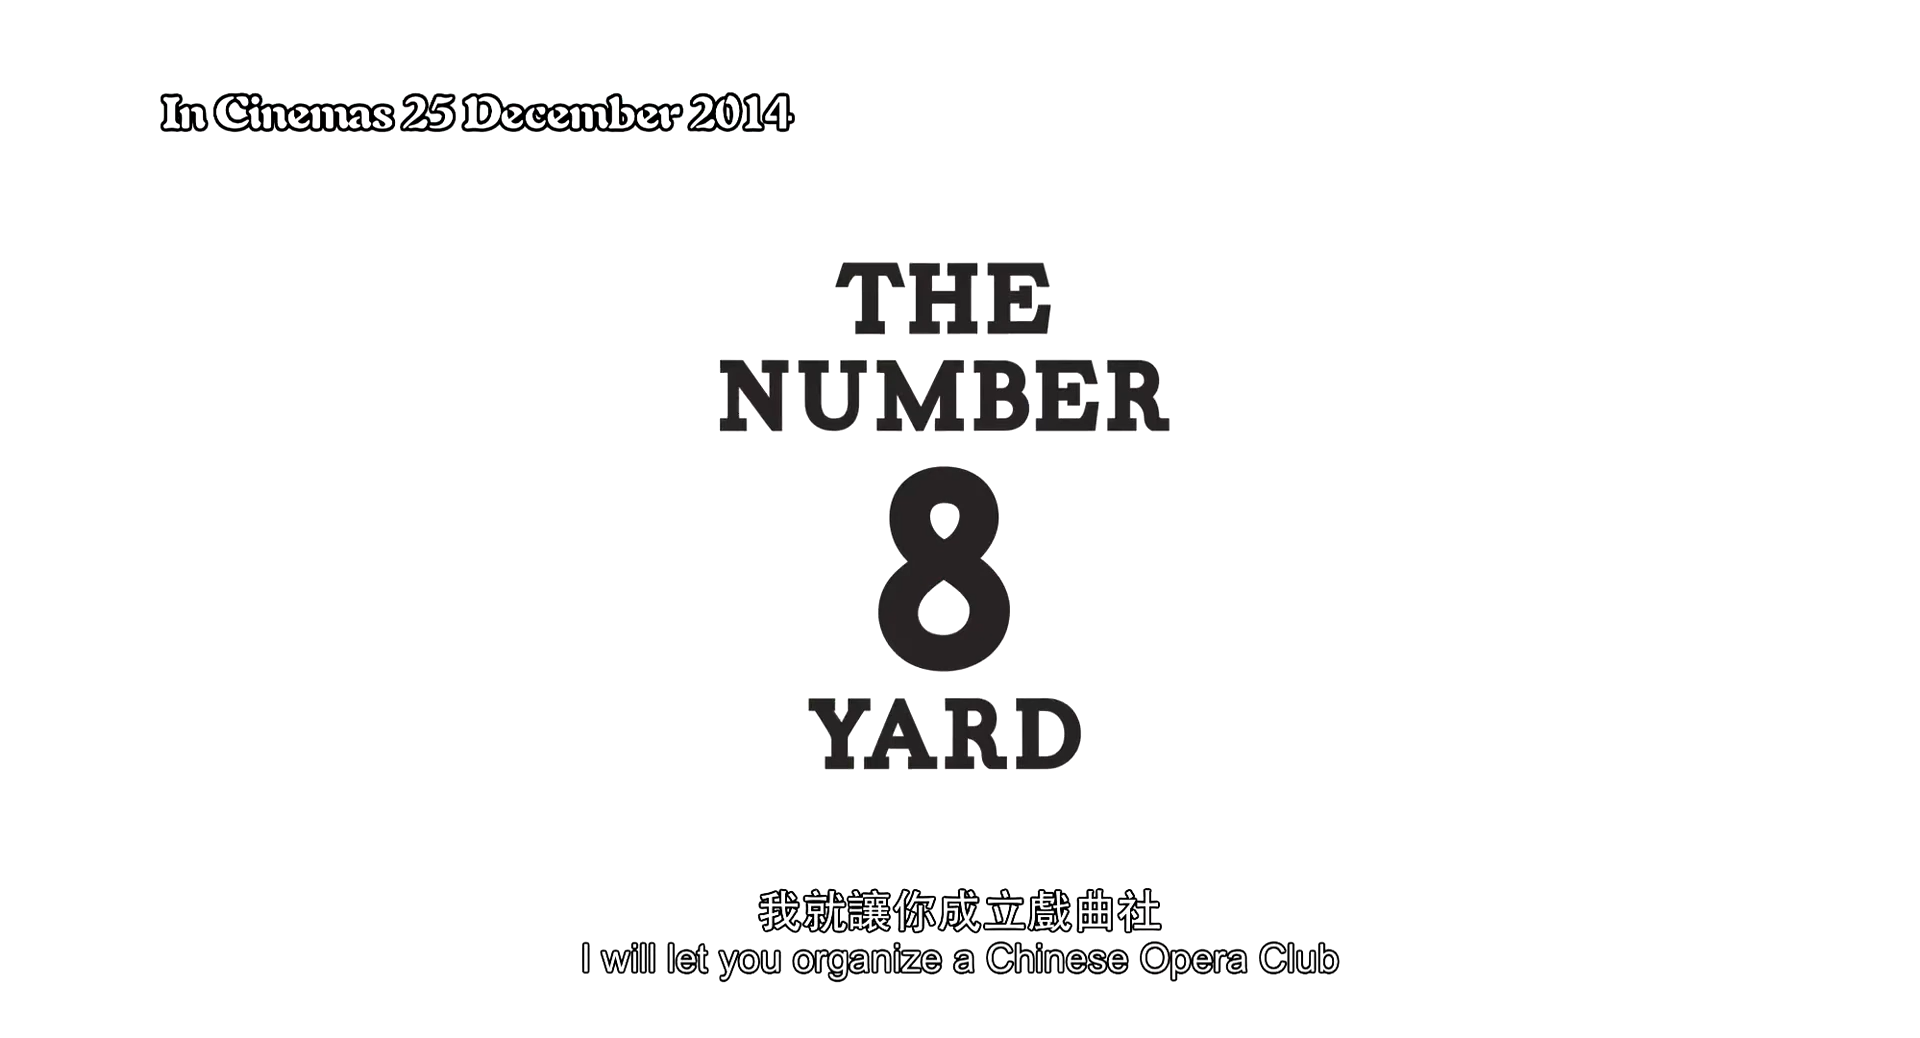 In Cinemas 25 December 2014
THE
NUMBER
8
YARD
我就讓你成立戲曲社
I will let you organize a Chinese Opera Club